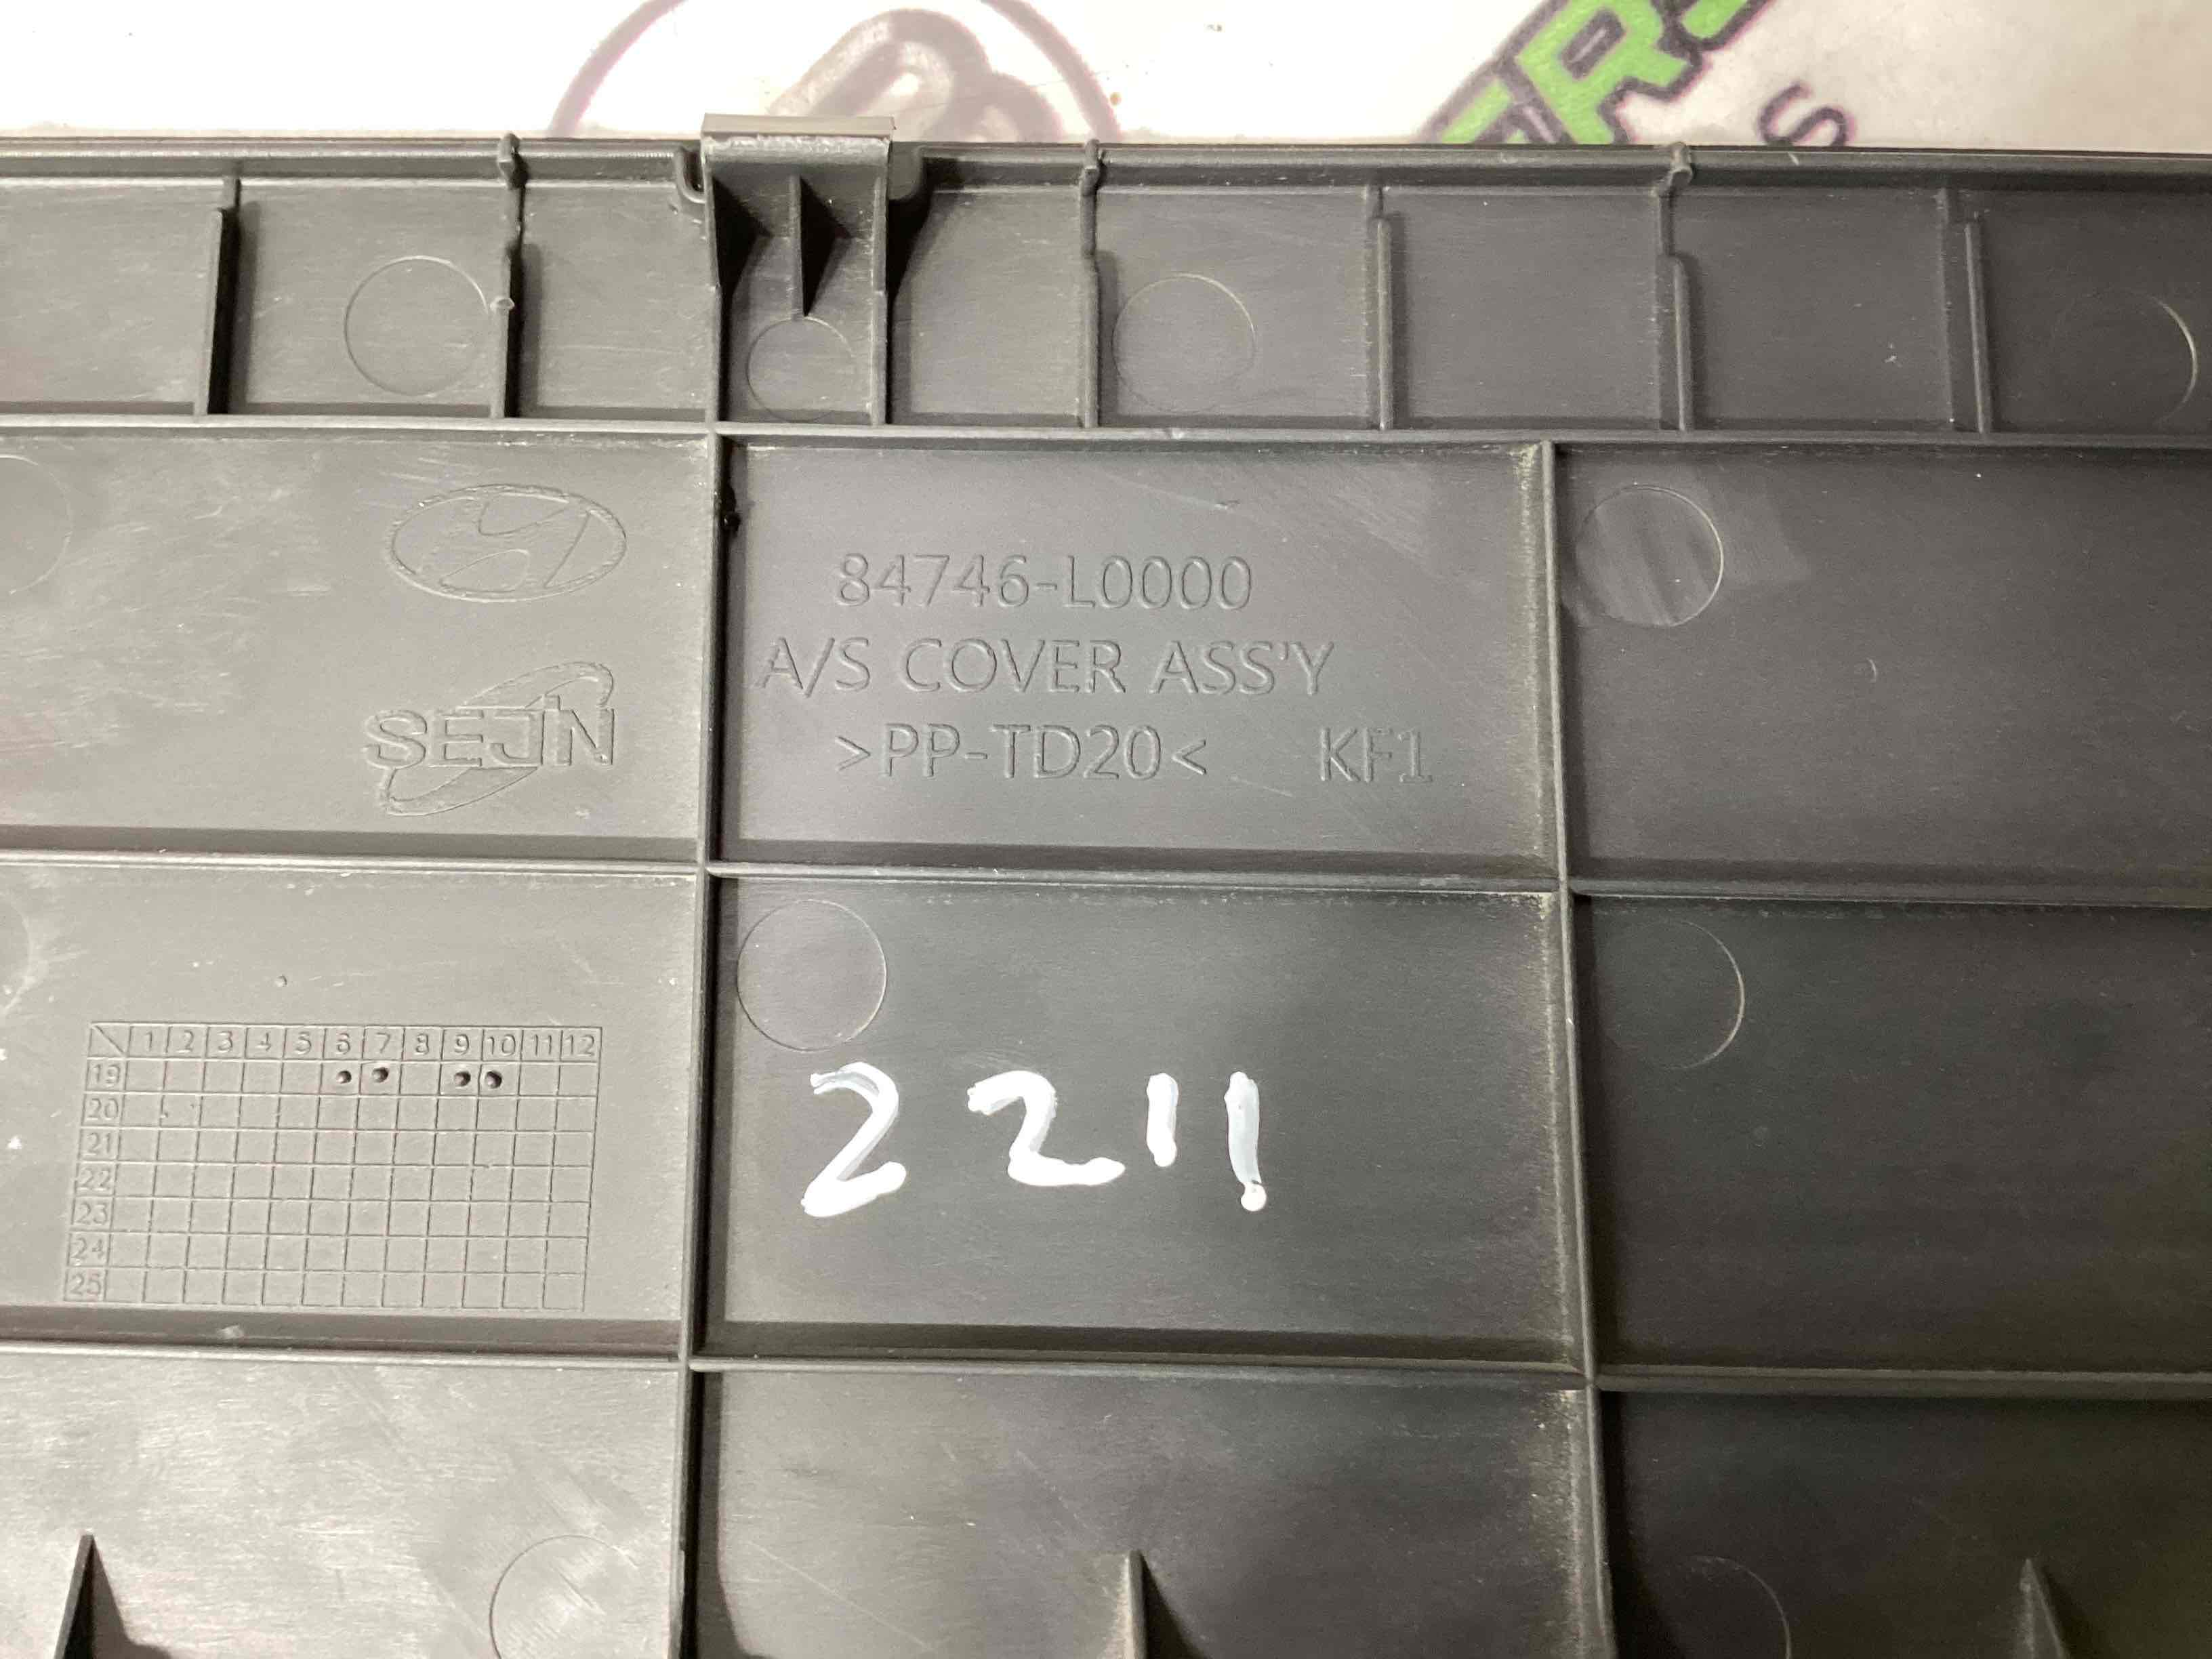 S
84746-L0000
A/S COVER ASS'Y
>PP-TD20< KF1
SEJIN
1 2 3 4 5 6 7 8 9 10 11 12
19
20
21
22
23
24
25
2211